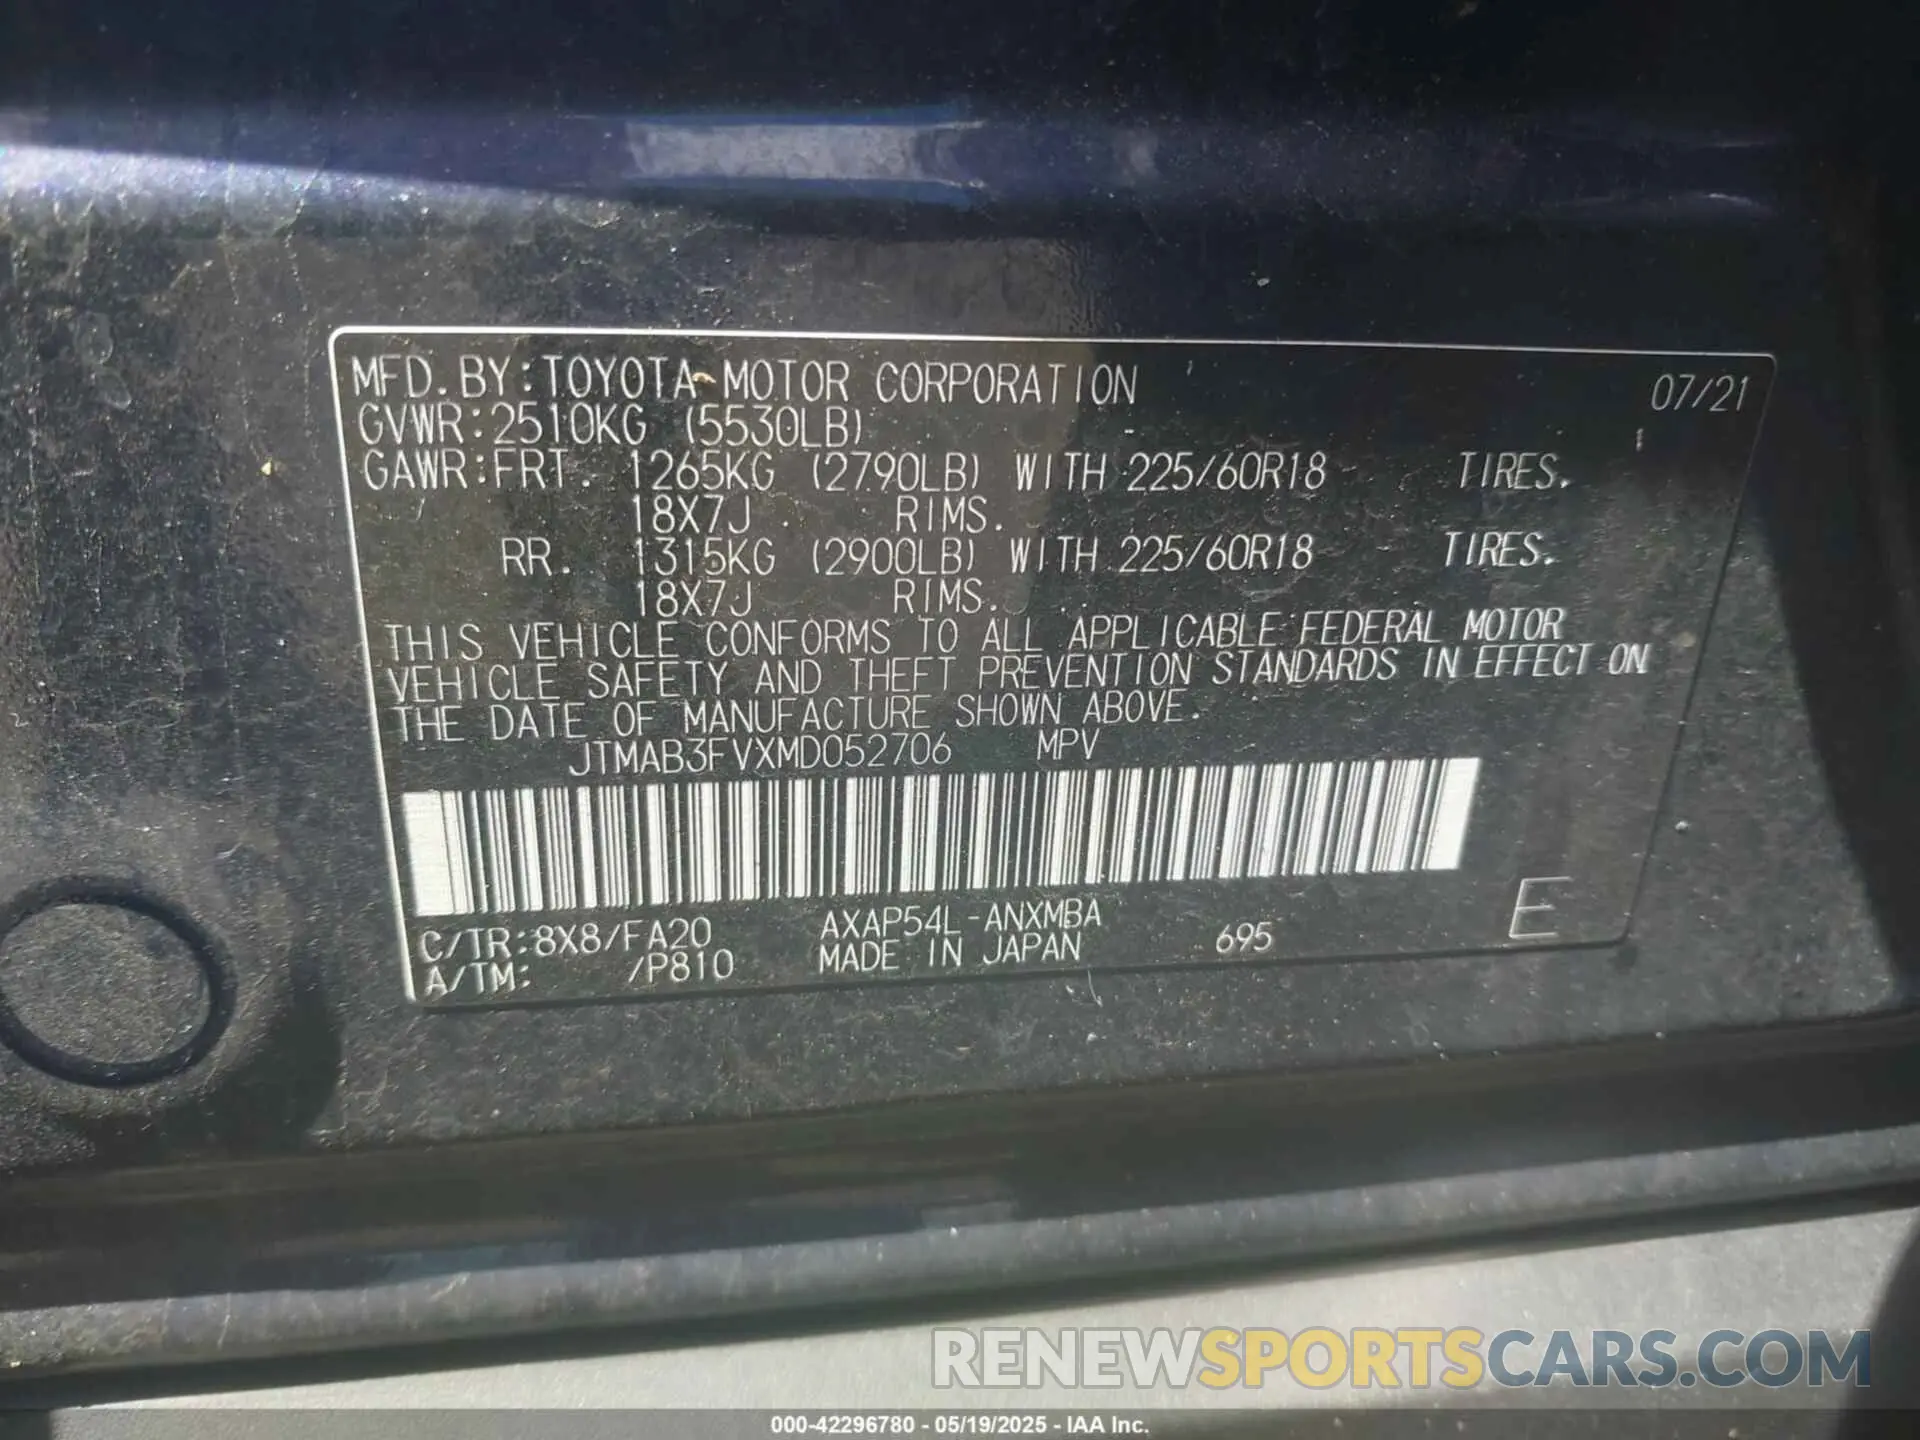 MFD.BY:TOYOTA MOTOR CORPORATION 07/21
GVWR:2510KG (5530LB)
GAWR:FRT. 1265KG (2790LB) WITH 225/60R18 TIRES.
18X7J RIMS.
RR. 1315KG (2900LB) WITH 225/60R18 TIRES.
18X7J RIMS.
THIS VEHICLE CONFORMS TO ALL APPLICABLE FEDERAL MOTOR
VEHICLE SAFETY AND THEFT PREVENTION STANDARDS IN EFFECT ON
THE DATE OF MANUFACTURE SHOWN ABOVE.
JTMAB3FVXMD052706 MPV
C/TR:8X8/FA20 AXAP54L-ANXMBA E
A/TM: /P810 MADE IN JAPAN 695
RENEWSPORTSCARS.COM
000-42296780 - 05/19/2025 - IAA Inc.